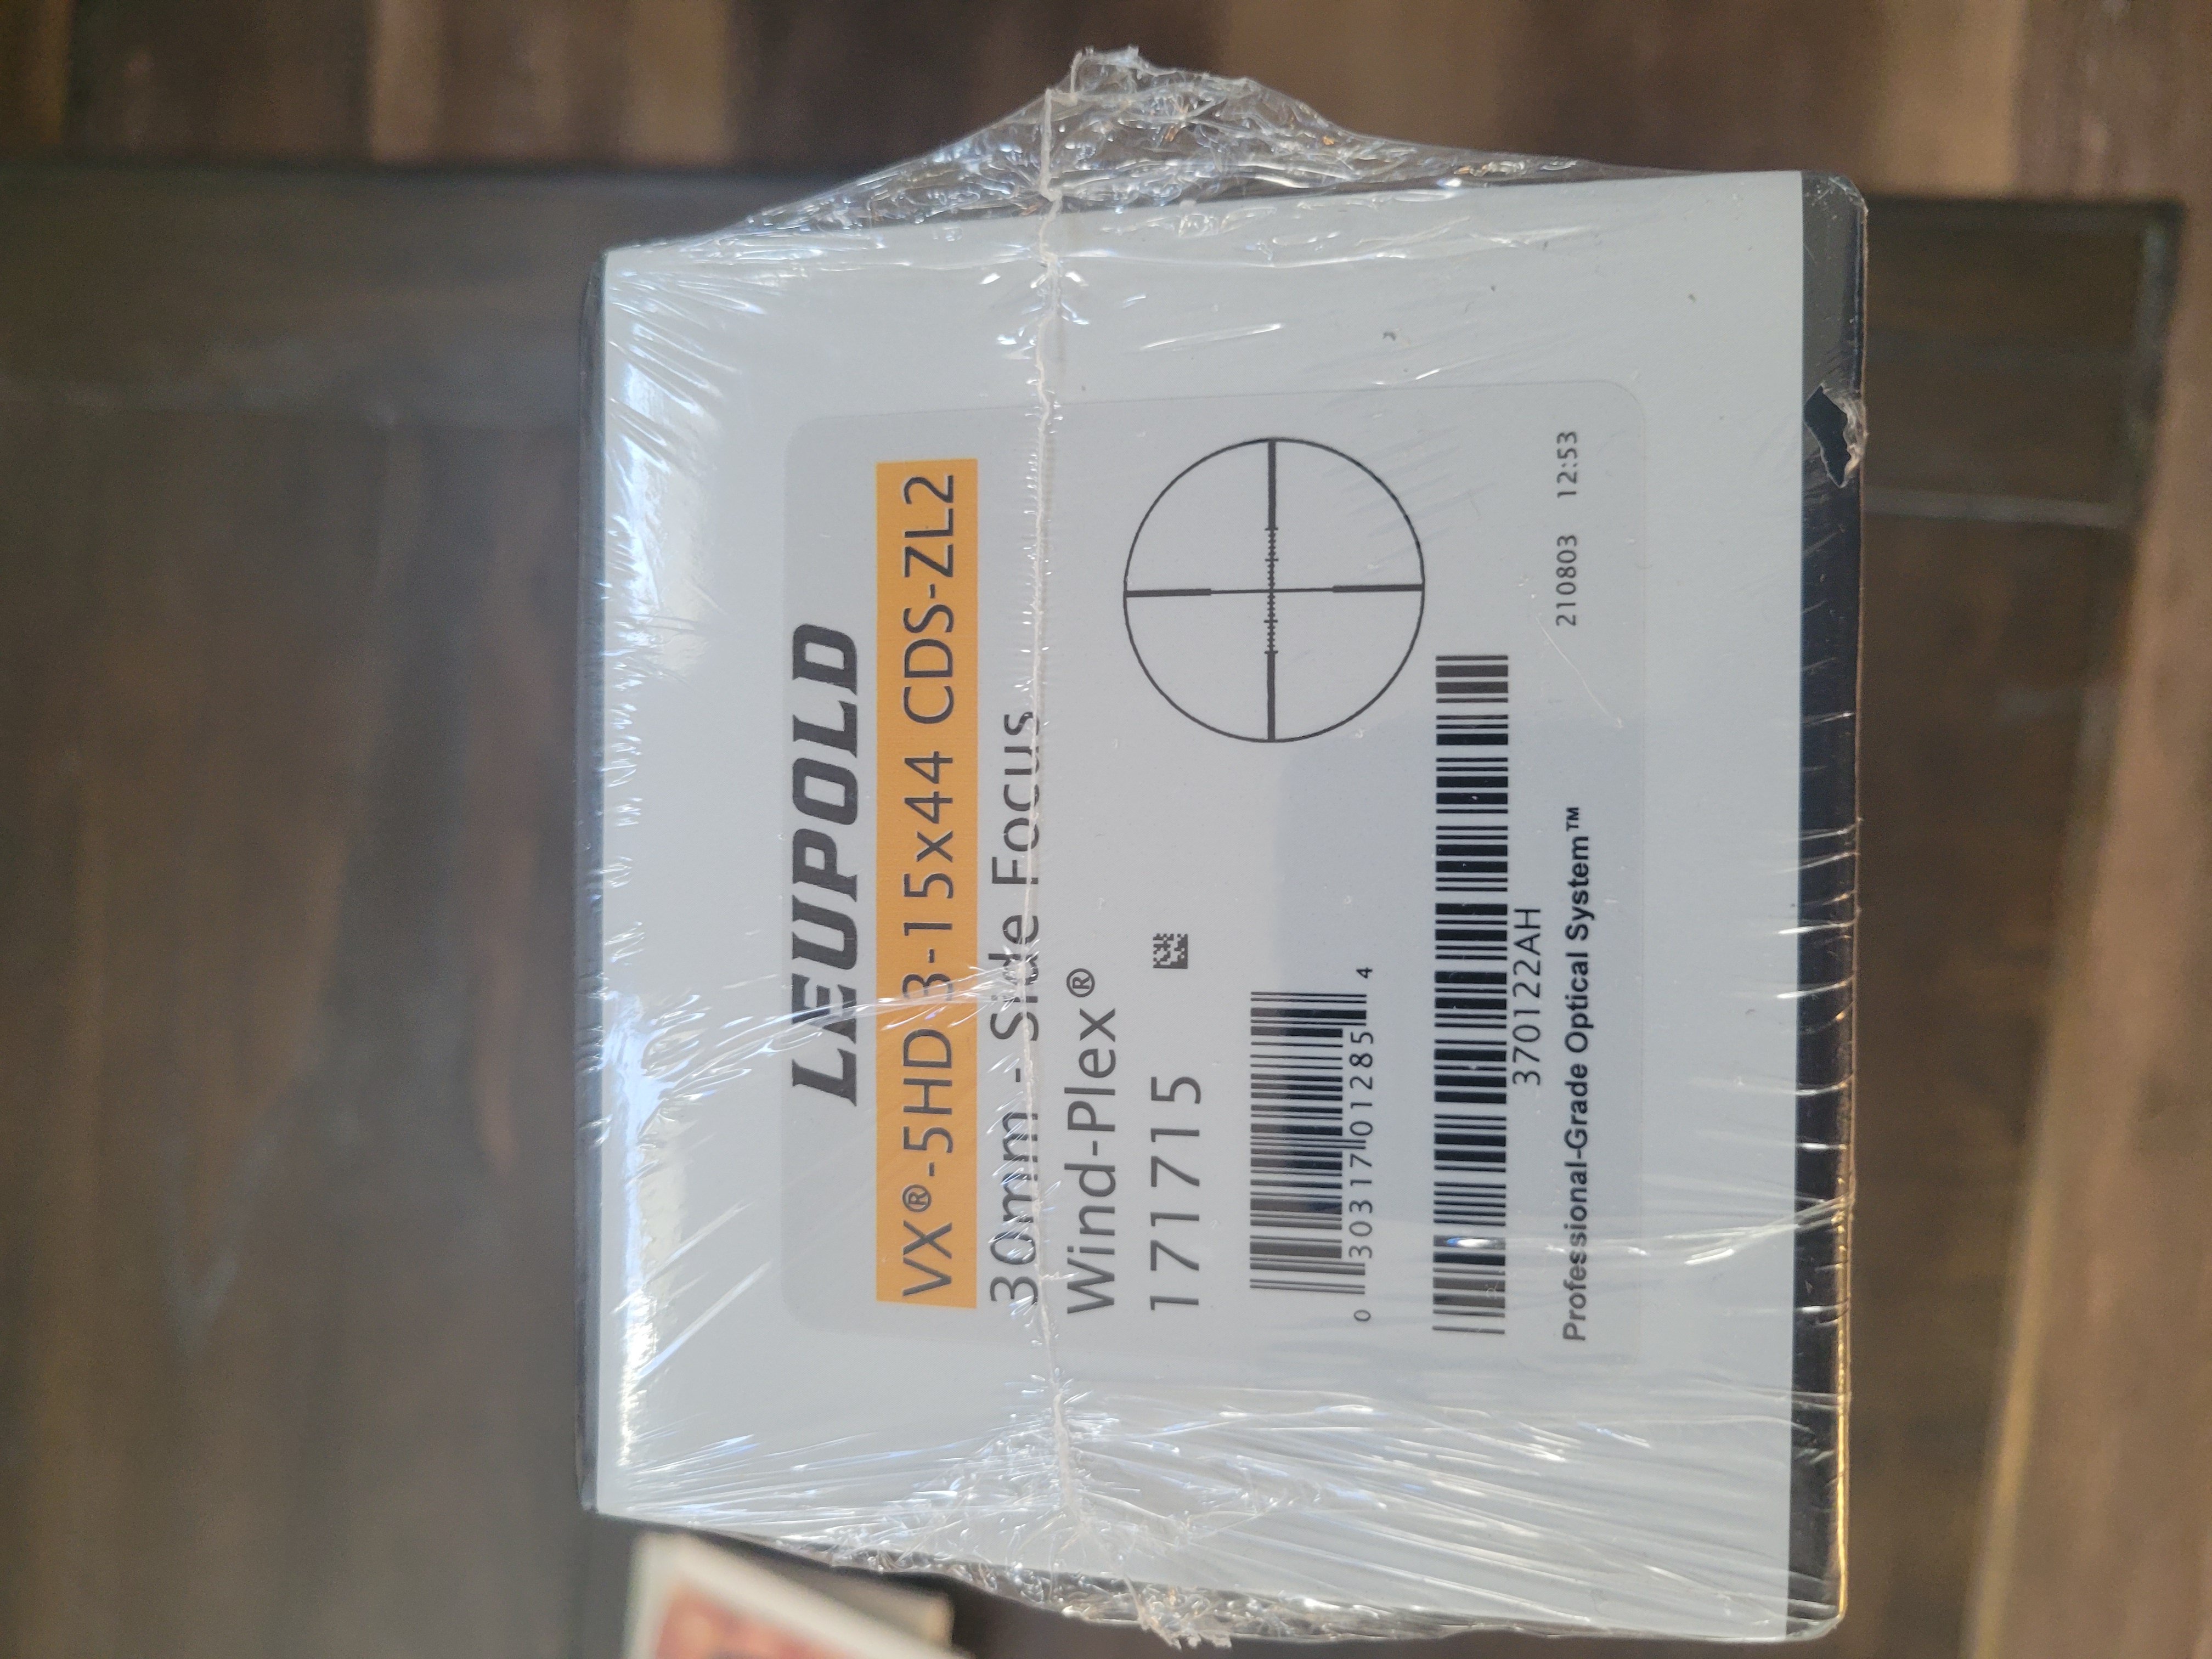 LEUPOLD
VX®-5HD 3-15x44 CDS-ZL2
30mm - Side Focus
Wind-Plex®
171715
0 30317 01285 4
370122AH
Professional-Grade Optical System™ 210803 12:53